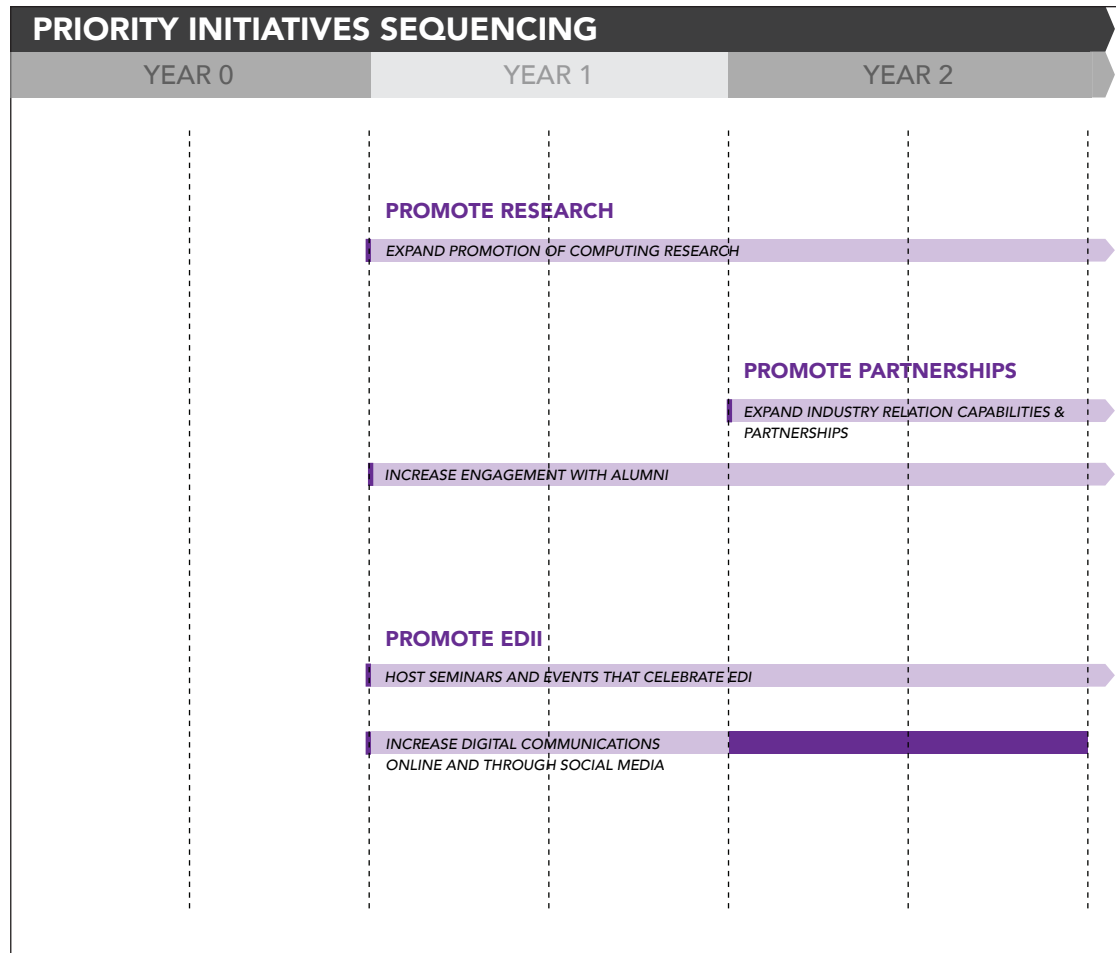 PRIORITY INITIATIVES SEQUENCING
YEAR 0 YEAR 1 YEAR 2
PROMOTE RESEARCH
EXPAND PROMOTION OF COMPUTING RESEARCH
PROMOTE PARTNERSHIPS
EXPAND INDUSTRY RELATION CAPABILITIES &
PARTNERSHIPS
INCREASE ENGAGEMENT WITH ALUMNI
PROMOTE EDII
HOST SEMINARS AND EVENTS THAT CELEBRATE EDI
INCREASE DIGITAL COMMUNICATIONS
ONLINE AND THROUGH SOCIAL MEDIA